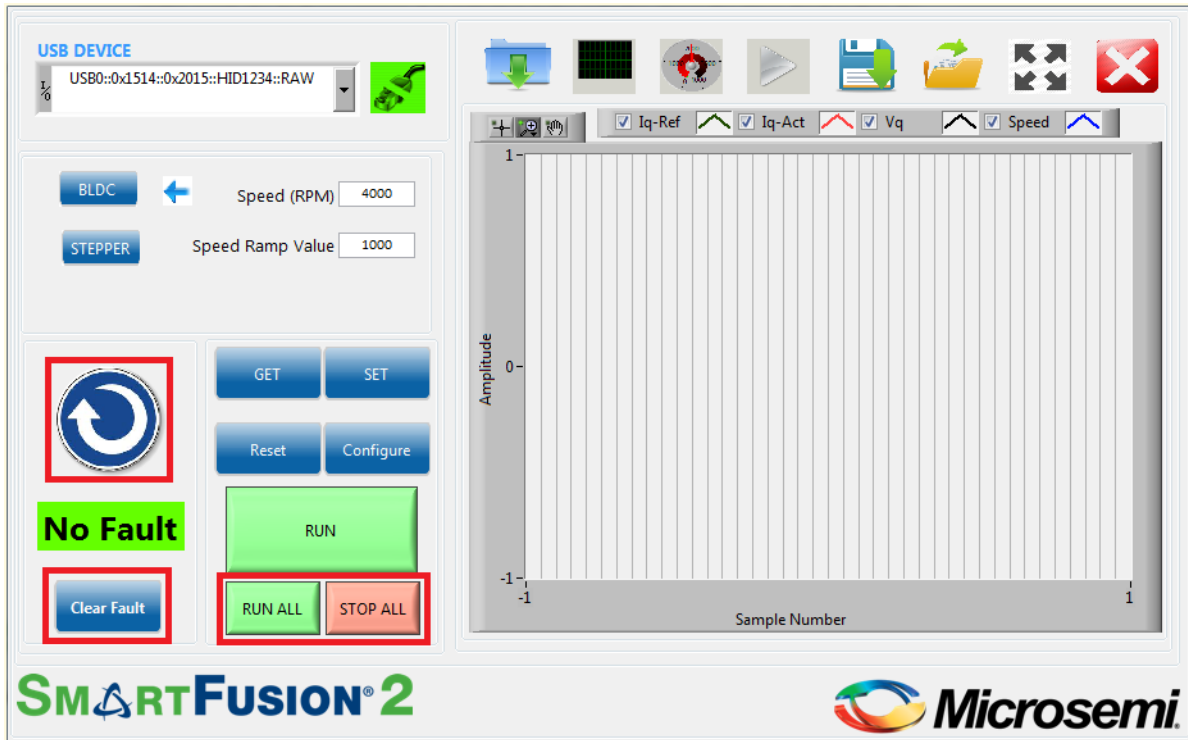 USB DEVICE
I/O
USB0::0x1514::0x2015::HID1234::RAW
BLDC
Speed (RPM) 4000
STEPPER
Speed Ramp Value 1000
GET SET
Reset Configure
No Fault
RUN
Clear Fault
RUN ALL STOP ALL
Iq-Ref Iq-Act Vq Speed
1
Amplitude
0
-1
-1 1
Sample Number
SMARTFUSION® 2
Microsemi.